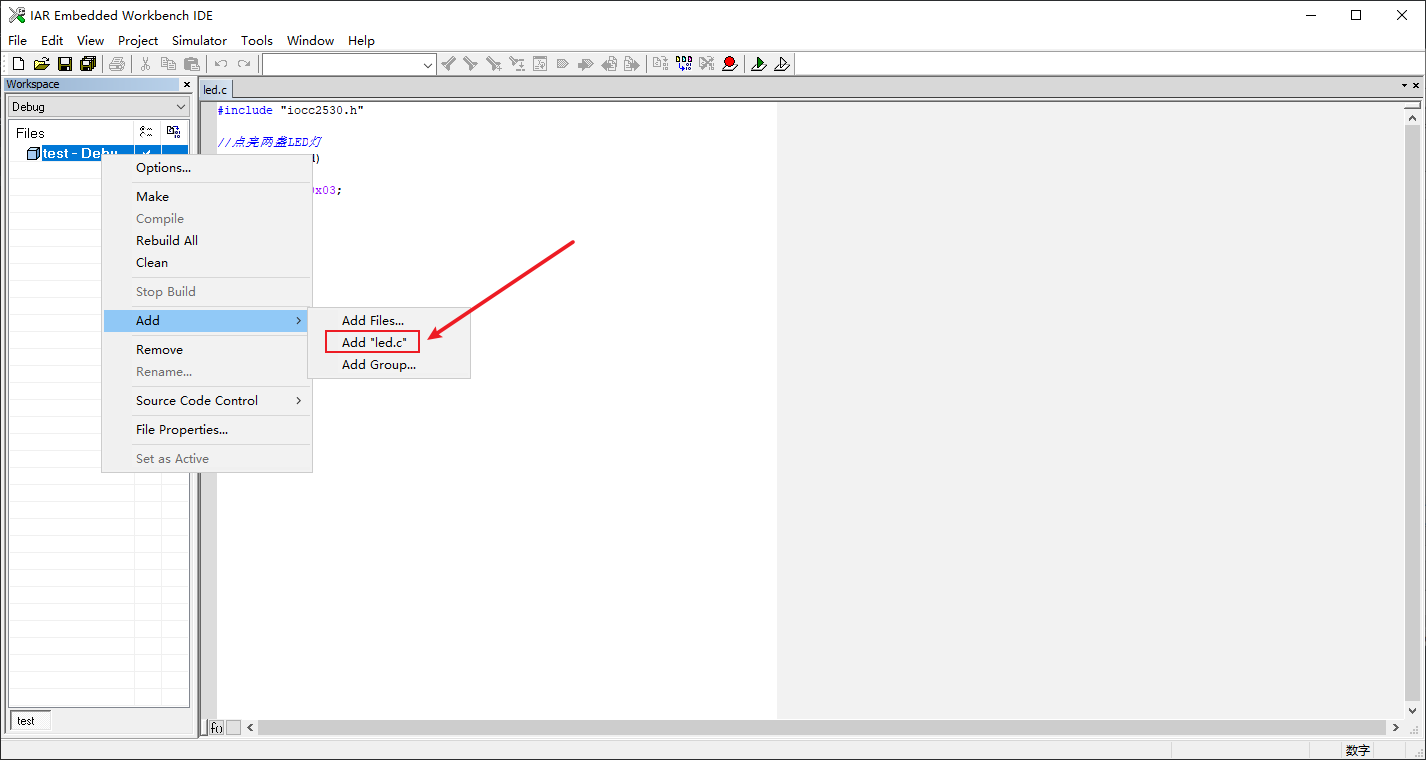 IAR Embedded Workbench IDE
File Edit View Project Simulator Tools Window Help
Workspace
led.c
Debug
Files
#include "iocc2530.h"
//点亮两盏LED灯
test - Debu
Options...
Make
x03;
Compile
Rebuild All
Clean
Stop Build
Add
Add Files...
Add "led.c"
Add Group...
Remove
Rename...
Source Code Control
File Properties...
Set as Active
test
f()
数字